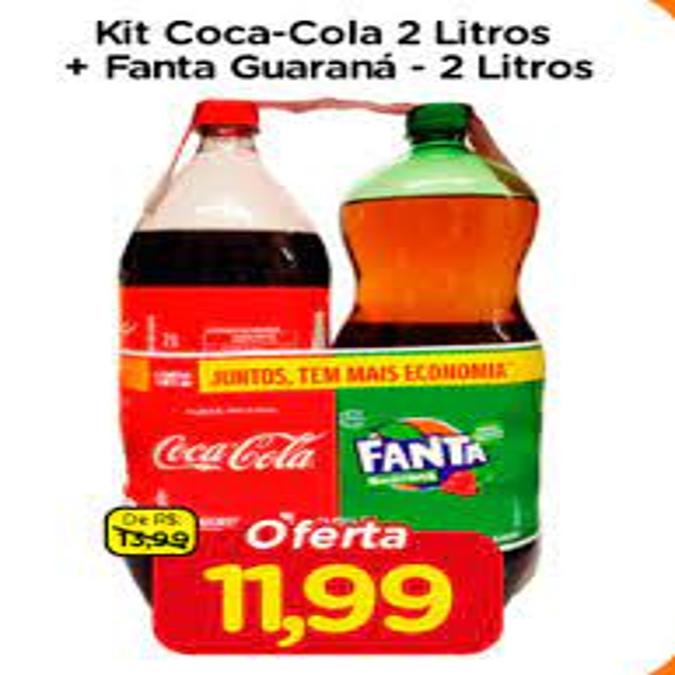 Kit Coca-Cola 2 Litros
+ Fanta Guaraná - 2 Litros
JUNTOS, TEM MAIS ECONOMIA
Coca-Cola
FANTA
De R$:
13,99
Oferta
11,99